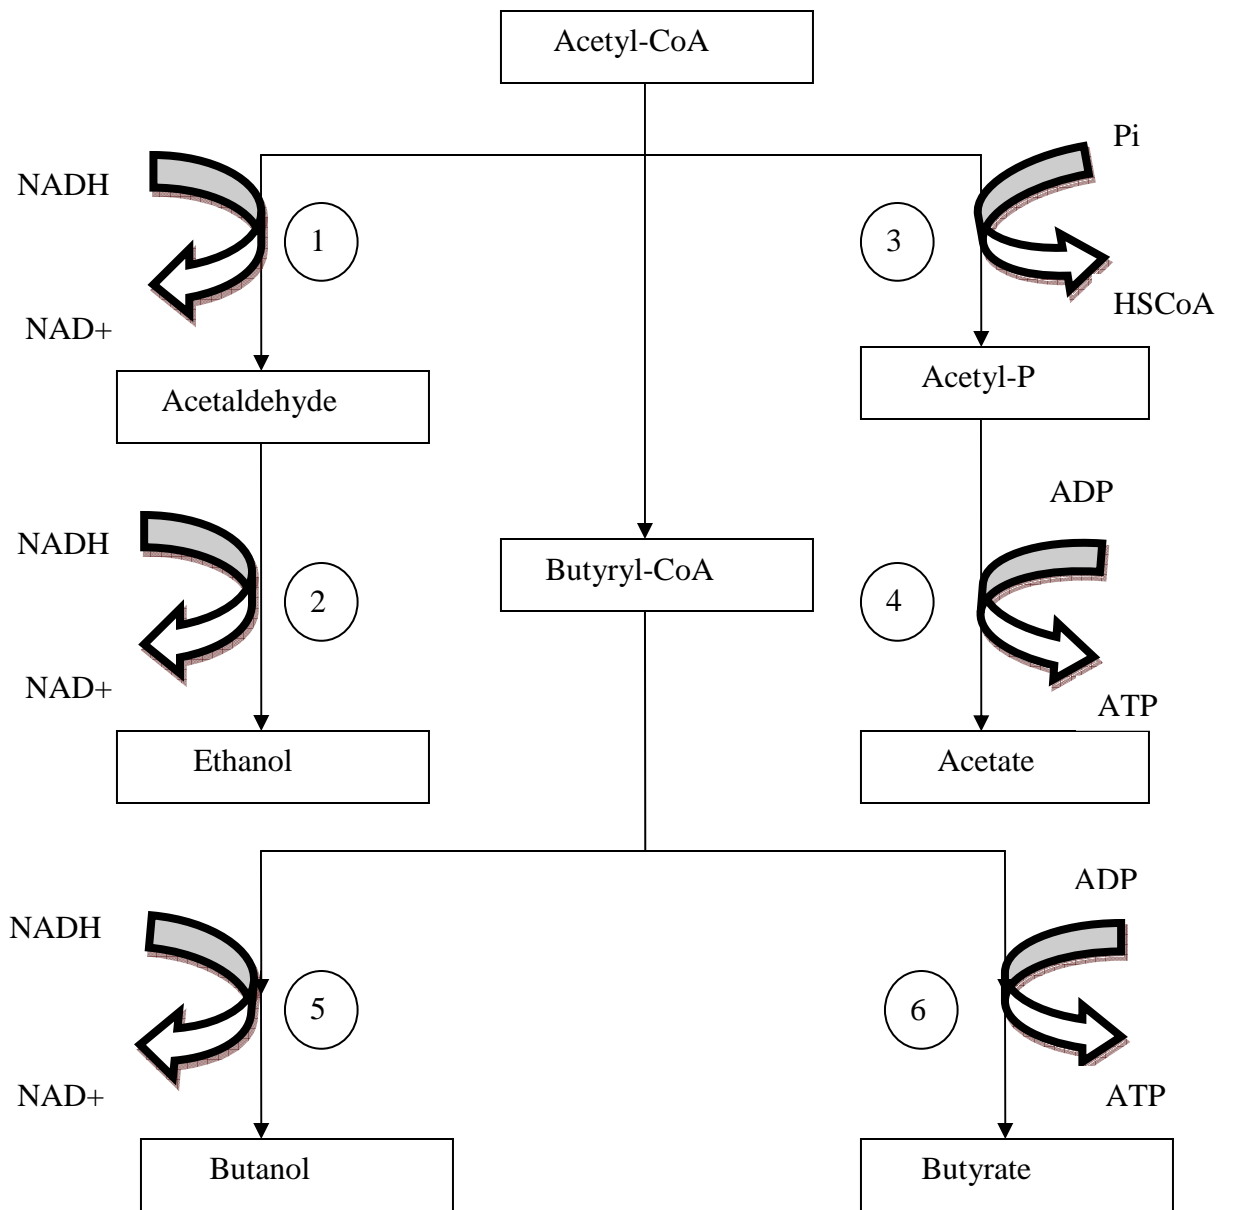 Acetyl-CoA
Pi
NADH
1
3
HSCoA
NAD+
Acetyl-P
Acetaldehyde
ADP
NADH
Butyryl-CoA
2
4
NAD+
ATP
Ethanol
Acetate
ADP
NADH
5
6
NAD+
ATP
Butanol
Butyrate